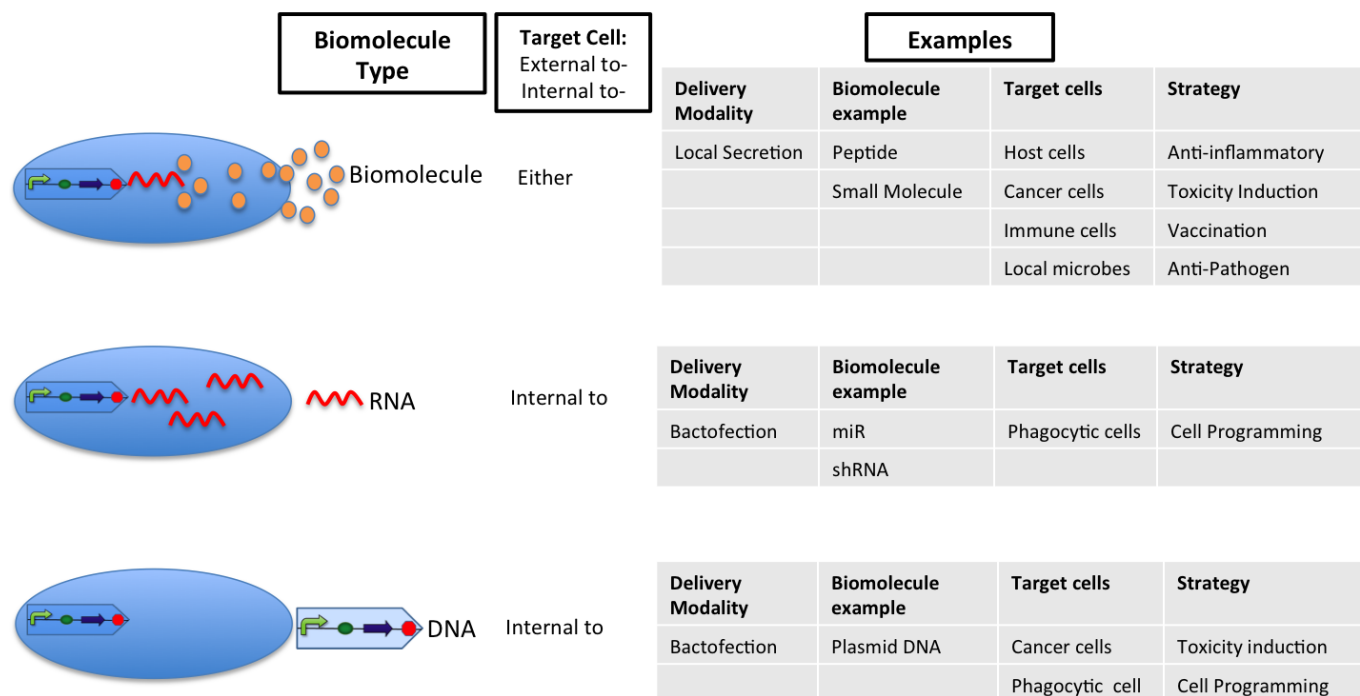 Biomolecule
Type
Target Cell:
External to-
Internal to-
Examples
Biomolecule
Either
Delivery
Modality
Biomolecule
example
Target cells
Strategy
Local Secretion
Peptide
Host cells
Anti-inflammatory
Small Molecule
Cancer cells
Toxicity Induction
Immune cells
Vaccination
Local microbes
Anti-Pathogen
RNA
Internal to
Delivery
Modality
Biomolecule
example
Target cells
Strategy
Bactofection
miR
Phagocytic cells
Cell Programming
shRNA
DNA
Internal to
Delivery
Modality
Biomolecule
example
Target cells
Strategy
Bactofection
Plasmid DNA
Cancer cells
Toxicity induction
Phagocytic cell
Cell Programming